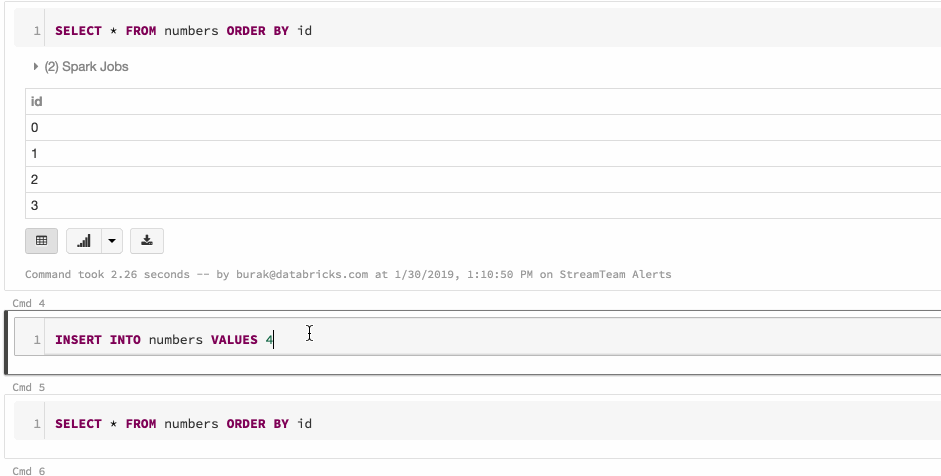 1 SELECT * FROM numbers ORDER BY id
(2) Spark Jobs
id
0
1
2
3
Command took 2.26 seconds -- by burak@databricks.com at 1/30/2019, 1:10:50 PM on StreamTeam Alerts
Cmd 4
1 INSERT INTO numbers VALUES 4
Cmd 5
1 SELECT * FROM numbers ORDER BY id
Cmd 6